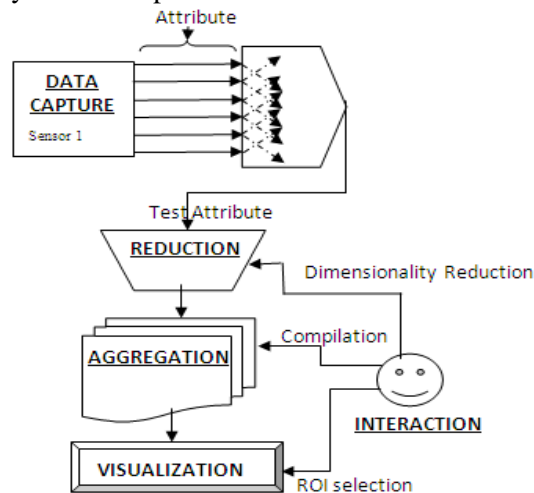 Attribute
DATA
CAPTURE
Sensor 1
Test Attribute
REDUCTION
Dimensionality Reduction
Compilation
AGGREGATION
INTERACTION
VISUALIZATION
ROI selection